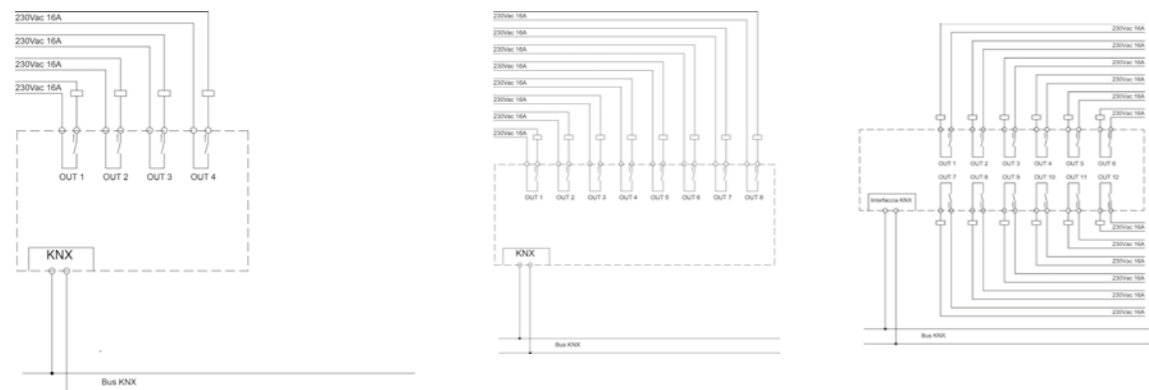 230Vac 16A
230Vac 16A
230Vac 16A
230Vac 16A
OUT 1 OUT 2 OUT 3 OUT 4
KNX
Bus KNX
230Vac 16A
230Vac 16A
230Vac 16A
230Vac 16A
230Vac 16A
230Vac 16A
230Vac 16A
230Vac 16A
OUT 1 OUT 2 OUT 3 OUT 4 OUT 5 OUT 6 OUT 7 OUT 8
KNX
Bus KNX
230Vac 16A
230Vac 16A
230Vac 16A
230Vac 16A
230Vac 16A
230Vac 16A
OUT 1 OUT 2 OUT 3 OUT 4 OUT 5 OUT 6
OUT 7 OUT 8 OUT 9 OUT 10 OUT 11 OUT 12
Interfaccia KNX
230Vac 16A
230Vac 16A
230Vac 16A
230Vac 16A
230Vac 16A
230Vac 16A
Bus KNX